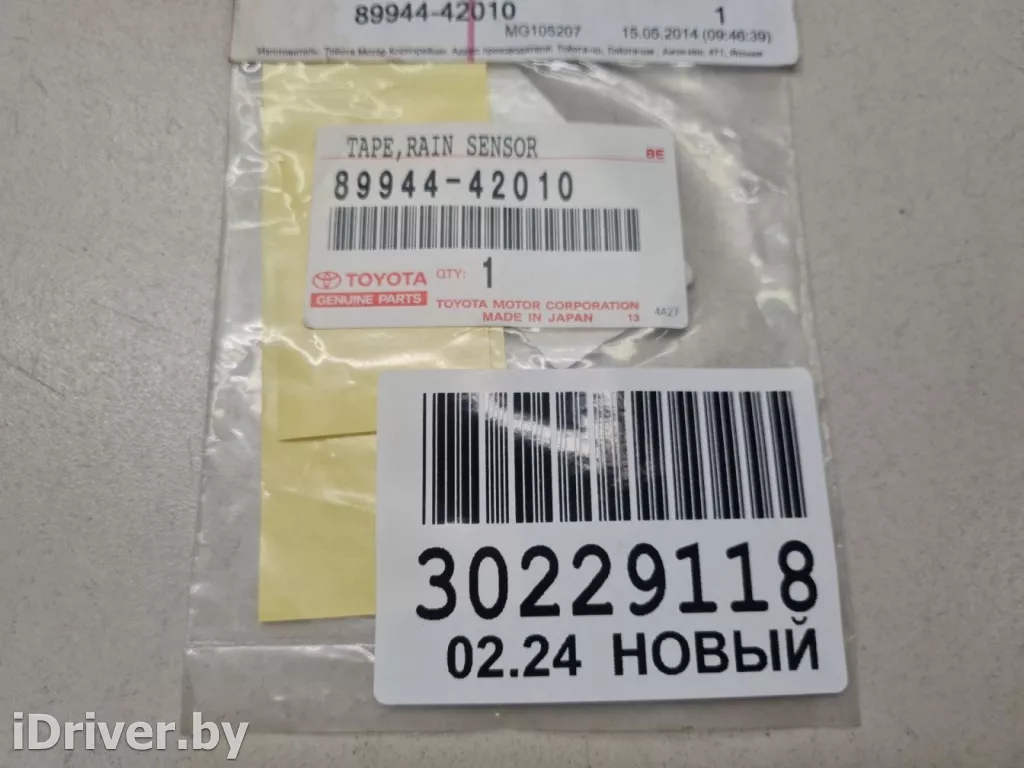 89944-42010 1
MG105207 15.05.2014 (09:46:39)
TAPE,RAIN SENSOR BE
89944-42010
TOYOTA QTY: 1
GENUINE PARTS TOYOTA MOTOR CORPORATION
MADE IN JAPAN 13 4A27
30229118
02.24 НОВЫЙ
iDriver.by